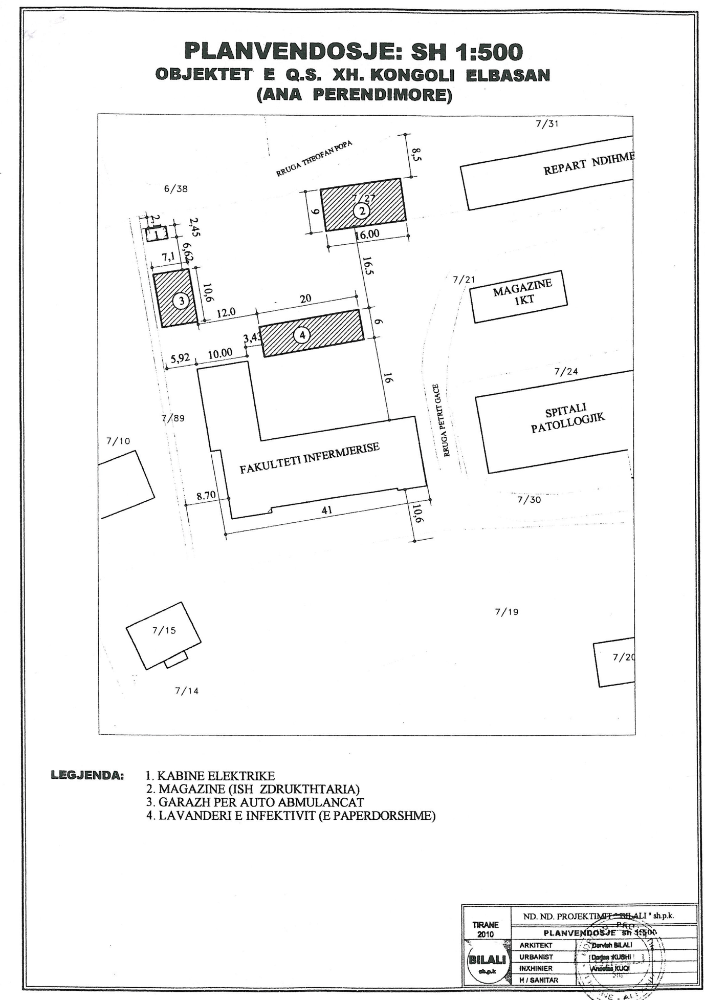 PLANVENDOSJE: SH 1:500
OBJEKTET E Q.S. XH. KONGOLI ELBASAN
(ANA PERENDIMORE)
7/31
RRUGA THEOFAN POPA
8,5
REPART NDIHME
6/38
7/27
2
9
2,1
2,45
1
16.00
6,62
7,1
16.5
7/21
MAGAZINE
1KT
10,6
3
20
12.0
6
4
3,43
5,92
10.00
16
7/24
RRUGA PETRIT GACE
SPITALI
PATOLLOGJIK
7/89
7/10
FAKULTETI INFERMJERISE
8.70
7/30
41
10,6
7/19
7/15
7/20
7/14
LEGJENDA:
1. KABINE ELEKTRIKE
2. MAGAZINE (ISH ZDRUKTHTARIA)
3. GARAZH PER AUTO ABMULANCAT
4. LAVANDERI E INFEKTIVIT (E PAPERDORSHME)
ND. ND. PROJEKTIMIT " BILALI " sh.p.k.
TIRANE
2010
PLANVENDOSJE sh 1:500
ARKITEKT Dervish BILALI
BILALI
sh.p.k
URBANIST Dorjan KUSHI
INXHINIER KUQI
H / SANITAR